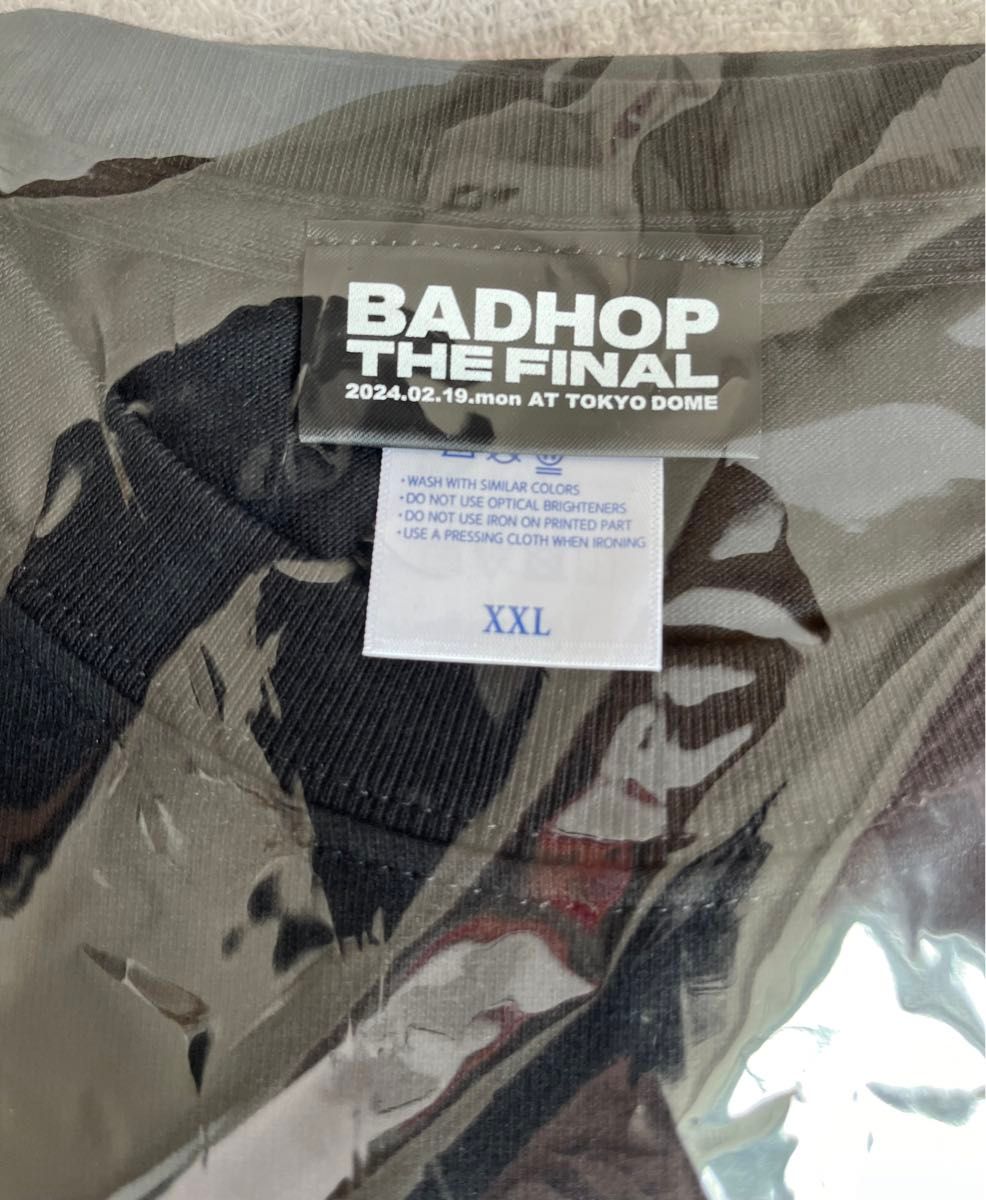 BADHOP
THE FINAL
2024.02.19.mon AT TOKYO DOME
・WASH WITH SIMILAR COLORS
・DO NOT USE OPTICAL BRIGHTENERS
・DO NOT USE IRON ON PRINTED PART
・USE A PRESSING CLOTH WHEN IRONING
XXL